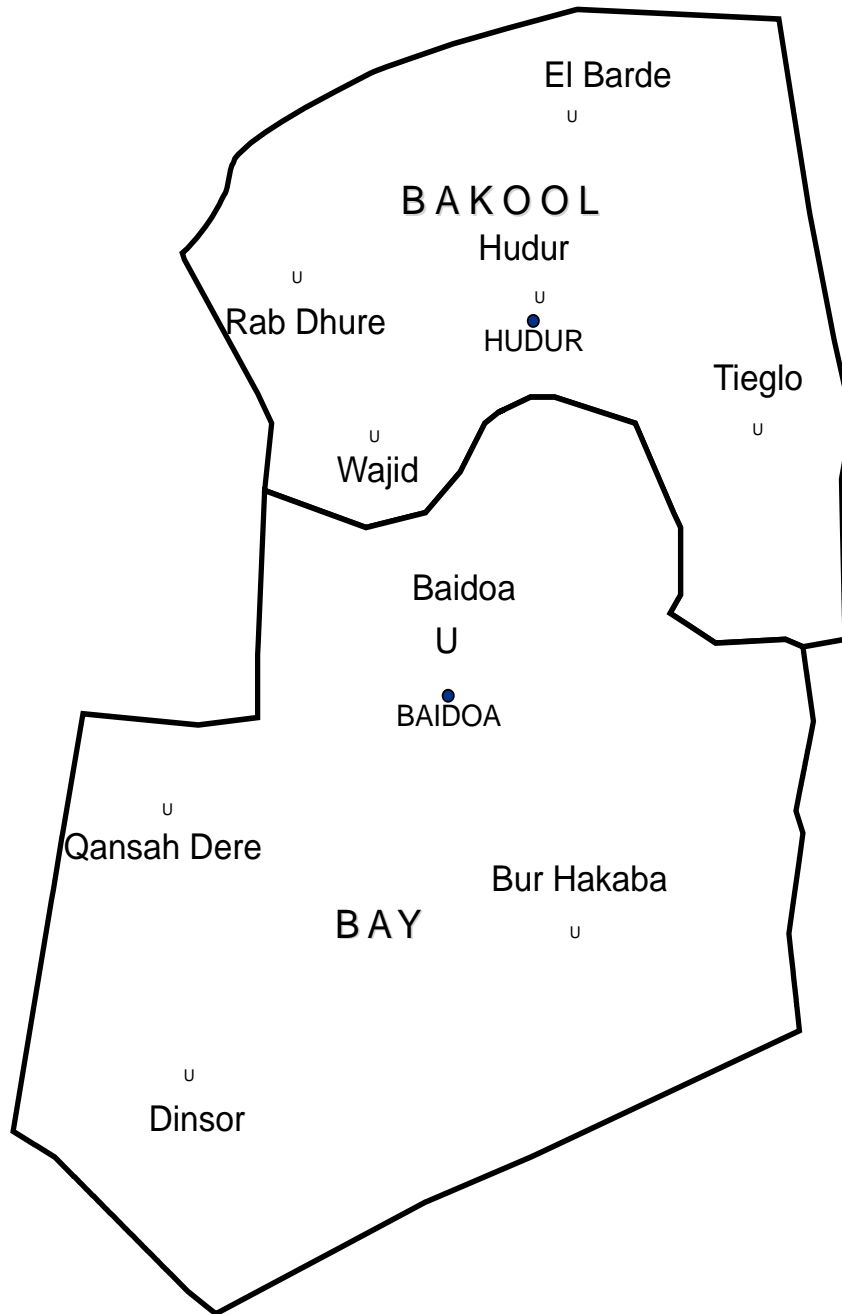 El Barde
U
BAKOOL
Hudur
U
Rab Dhure
U
HUDUR
Tieglo
U
U
Wajid
Baidoa
U
BAIDOA
U
Qansah Dere
Bur Hakaba
BAY
U
U
Dinsor